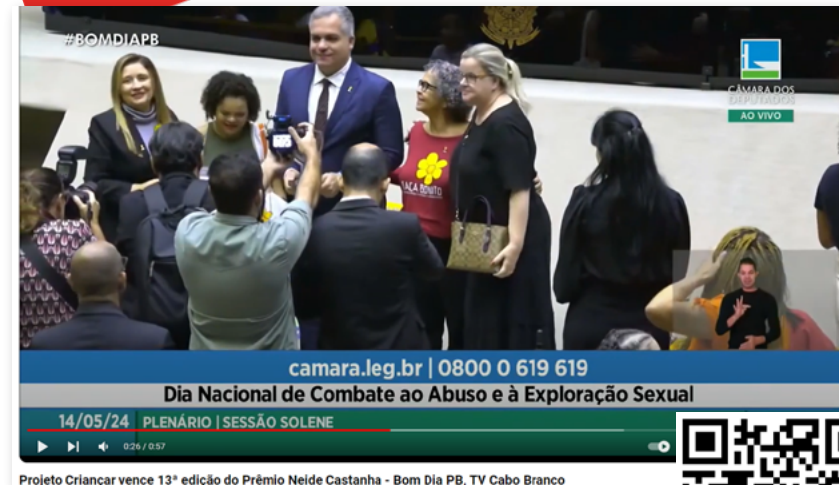 #BOMDIAPB
CÂMARA DOS
DEPUTADOS
AO VIVO
FAÇA BONITO
camara.leg.br | 0800 0 619 619
Dia Nacional de Combate ao Abuso e à Exploração Sexual
14/05/24 PLENÁRIO | SESSÃO SOLENE
0:26 / 0:57
Projeto Criançar vence 13ª edição do Prêmio Neide Castanha - Bom Dia PB, TV Cabo Branco